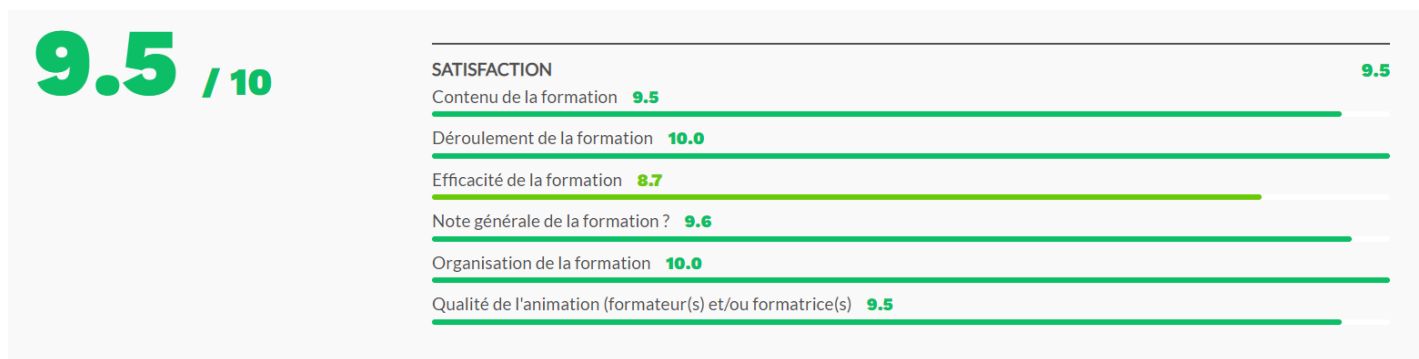 9.5 / 10
SATISFACTION 9.5
Contenu de la formation 9.5
Déroulement de la formation 10.0
Efficacité de la formation 8.7
Note générale de la formation ? 9.6
Organisation de la formation 10.0
Qualité de l'animation (formateur(s) et/ou formatrice(s) 9.5